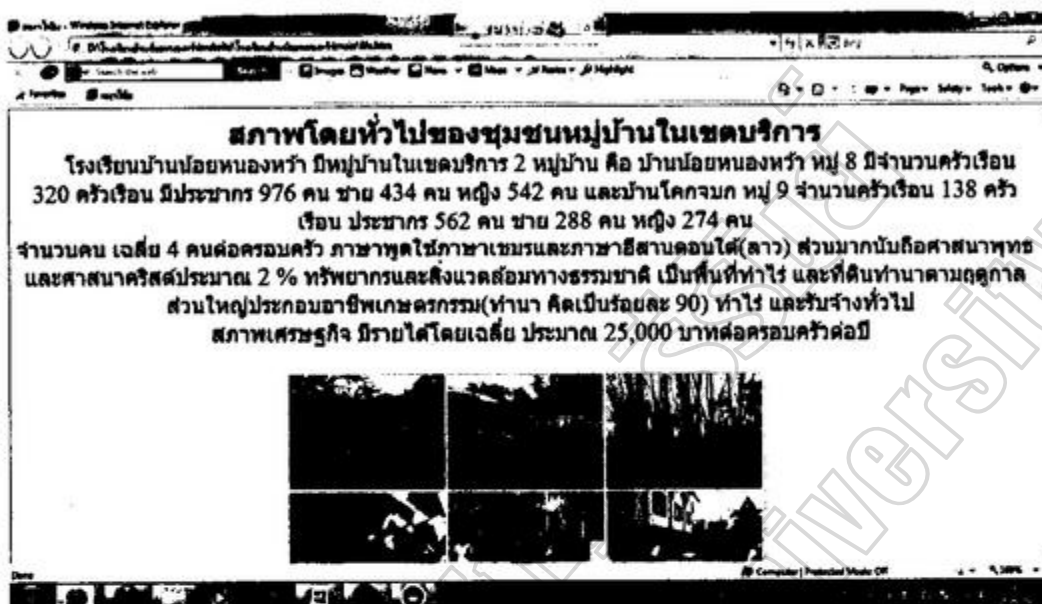 Windows Internet Explorer
Search the web
Images Weather News Highlight
Favorites
Page Safety Tools
สภาพโดยทั่วไปของชุมชนหมู่บ้านในเขตบริการ
โรงเรียนบ้านน้อยหนองหว้า มีหมู่บ้านในเขตบริการ 2 หมู่บ้าน คือ บ้านน้อยหนองหว้า หมู่ 8 มีจำนวนครัวเรือน
320 ครัวเรือน มีประชากร 976 คน ชาย 434 คน หญิง 542 คน และบ้านโคกจบก หมู่ 9 จำนวนครัวเรือน 138 ครัว
เรือน ประชากร 562 คน ชาย 288 คน หญิง 274 คน
จำนวนคน เฉลี่ย 4 คนต่อครอบครัว ภาษาพูดใช้ภาษาเขมรและภาษาอีสานตอนใต้(ลาว) ส่วนมากนับถือศาสนาพุทธ
และศาสนาคริสต์ประมาณ 2 % ทรัพยากรและสิ่งแวดล้อมทางธรรมชาติ เป็นพื้นที่ทำไร่ และที่ดินทำนาตามฤดูกาล
ส่วนใหญ่ประกอบอาชีพเกษตรกรรม(ทำนา คิดเป็นร้อยละ 90) ทำไร่ และรับจ้างทั่วไป
สภาพเศรษฐกิจ มีรายได้โดยเฉลี่ย ประมาณ 25,000 บาทต่อครอบครัวต่อปี
Done
Computer | Protected Mode: Off